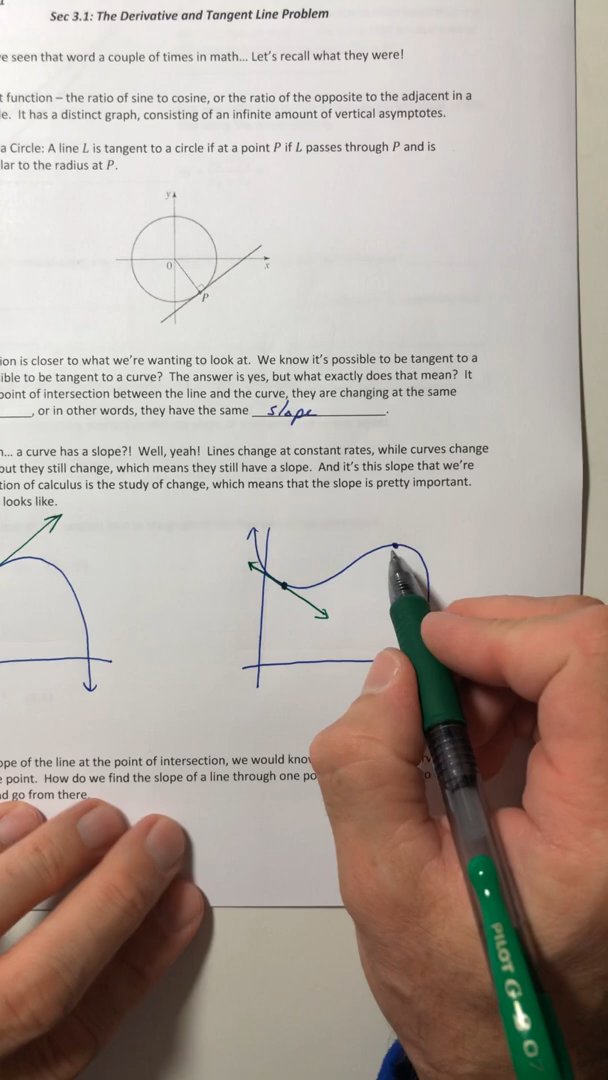 Sec 3.1: The Derivative and Tangent Line Problem
e seen that word a couple of times in math... Let's recall what they were!
t function – the ratio of sine to cosine, or the ratio of the opposite to the adjacent in a
e. It has a distinct graph, consisting of an infinite amount of vertical asymptotes.
a Circle: A line L is tangent to a circle if at a point P if L passes through P and is
lar to the radius at P.
y
0
x
P
ion is closer to what we're wanting to look at. We know it's possible to be tangent to a
ible to be tangent to a curve? The answer is yes, but what exactly does that mean? It
point of intersection between the line and the curve, they are changing at the same
____, or in other words, they have the same slope.
... a curve has a slope?! Well, yeah! Lines change at constant rates, while curves change
but they still change, which means they still have a slope. And it's this slope that we're
tion of calculus is the study of change, which means that the slope is pretty important.
looks like.
ope of the line at the point of intersection, we would know
e point. How do we find the slope of a line through one po
nd go from there.
PILOT G-2 07